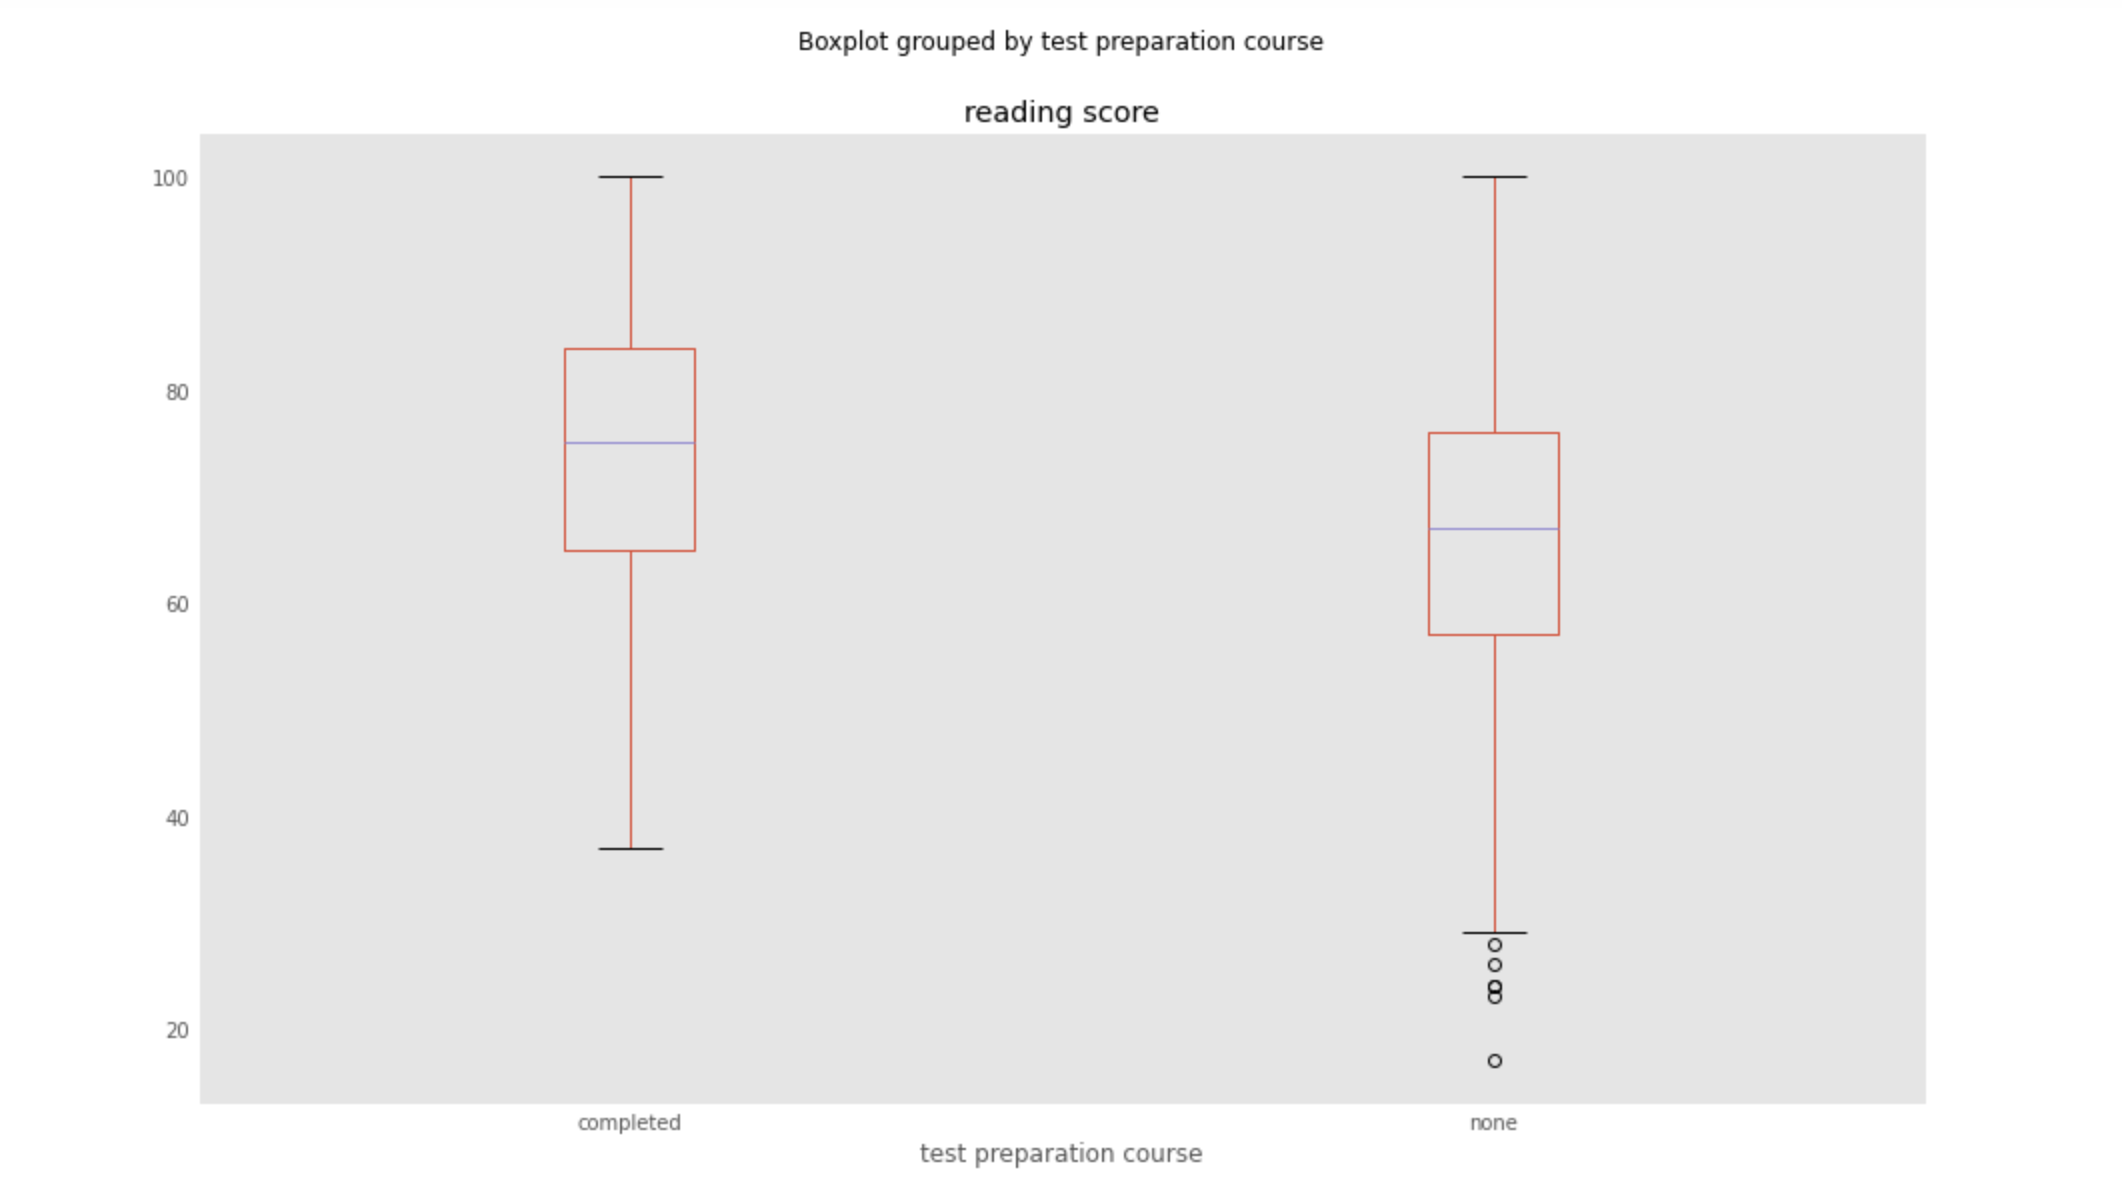 Boxplot grouped by test preparation course
reading score
100
80
60
40
20
completed none
test preparation course